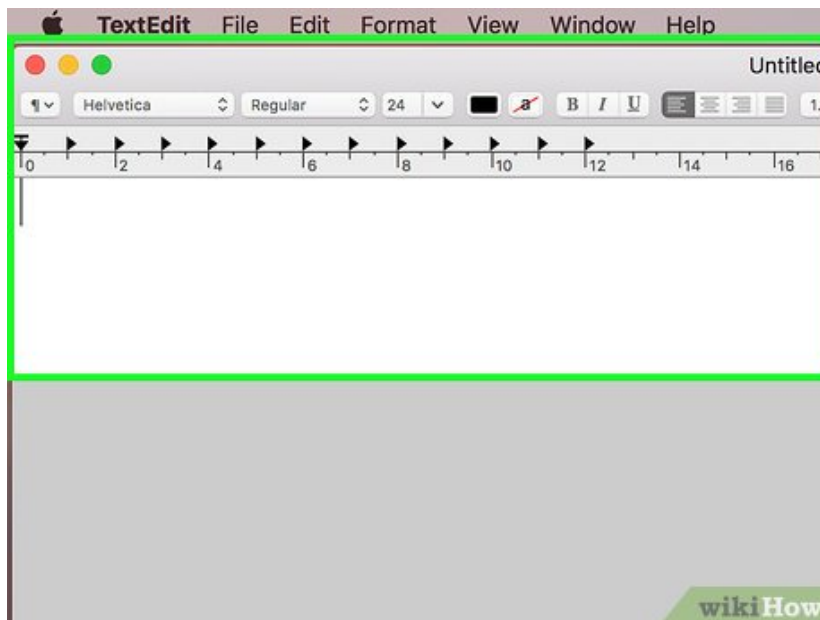 TextEdit File Edit Format View Window Help
Untitled
¶ Helvetica Regular 24 a B I U 1.
0 2 4 6 8 10 12 14 16
wikiHow